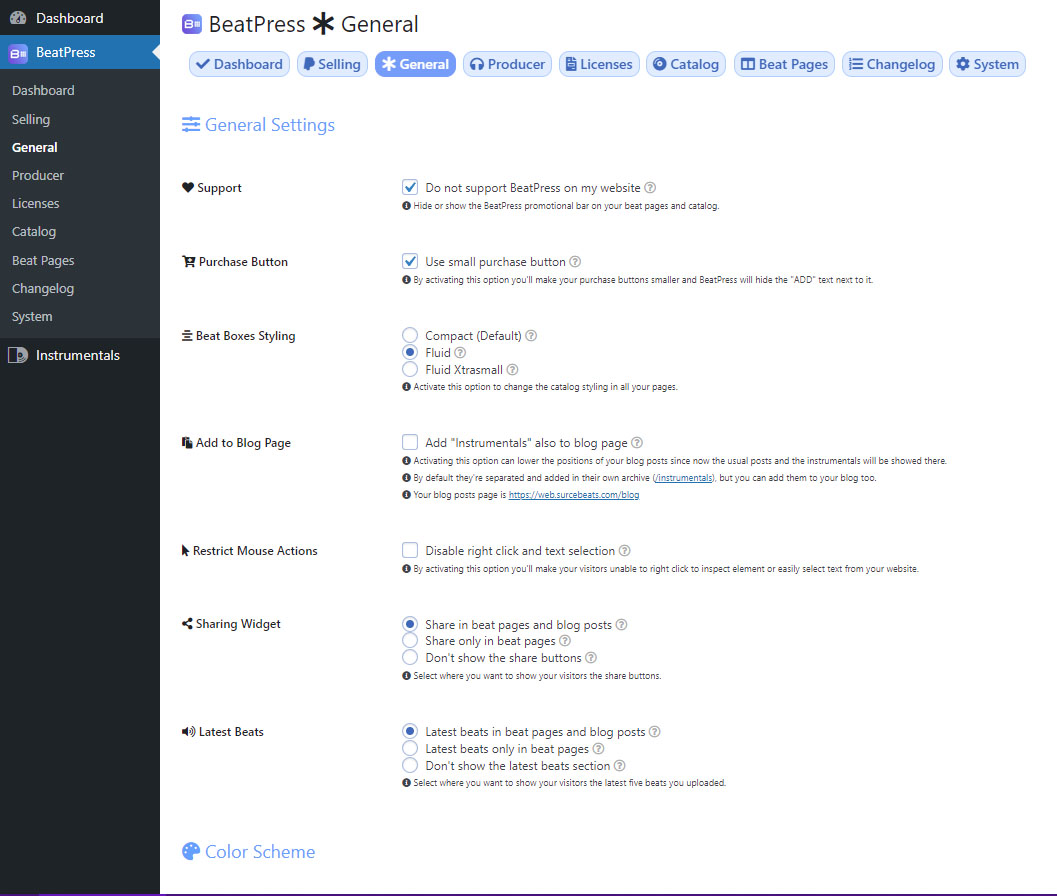 Dashboard
BeatPress
Dashboard
Selling
General
Producer
Licenses
Catalog
Beat Pages
Changelog
System
Instrumentals
BeatPress General
Dashboard Selling General Producer Licenses Catalog Beat Pages Changelog System
General Settings
Support
Do not support BeatPress on my website
Hide or show the BeatPress promotional bar on your beat pages and catalog.
Purchase Button
Use small purchase button
By activating this option you'll make your purchase buttons smaller and BeatPress will hide the "ADD" text next to it.
Beat Boxes Styling
Compact (Default)
Fluid
Fluid Xtrasmall
Activate this option to change the catalog styling in all your pages.
Add to Blog Page
Add "Instrumentals" also to blog page
Activating this option can lower the positions of your blog posts since now the usual posts and the instrumentals will be showed there.
By default they're separated and added in their own archive (/instrumentals), but you can add them to your blog too.
Your blog posts page is https://web.surcebeats.com/blog
Restrict Mouse Actions
Disable right click and text selection
By activating this option you'll make your visitors unable to right click to inspect element or easily select text from your website.
Sharing Widget
Share in beat pages and blog posts
Share only in beat pages
Don't show the share buttons
Select where you want to show your visitors the share buttons.
Latest Beats
Latest beats in beat pages and blog posts
Latest beats only in beat pages
Don't show the latest beats section
Select where you want to show your visitors the latest five beats you uploaded.
Color Scheme